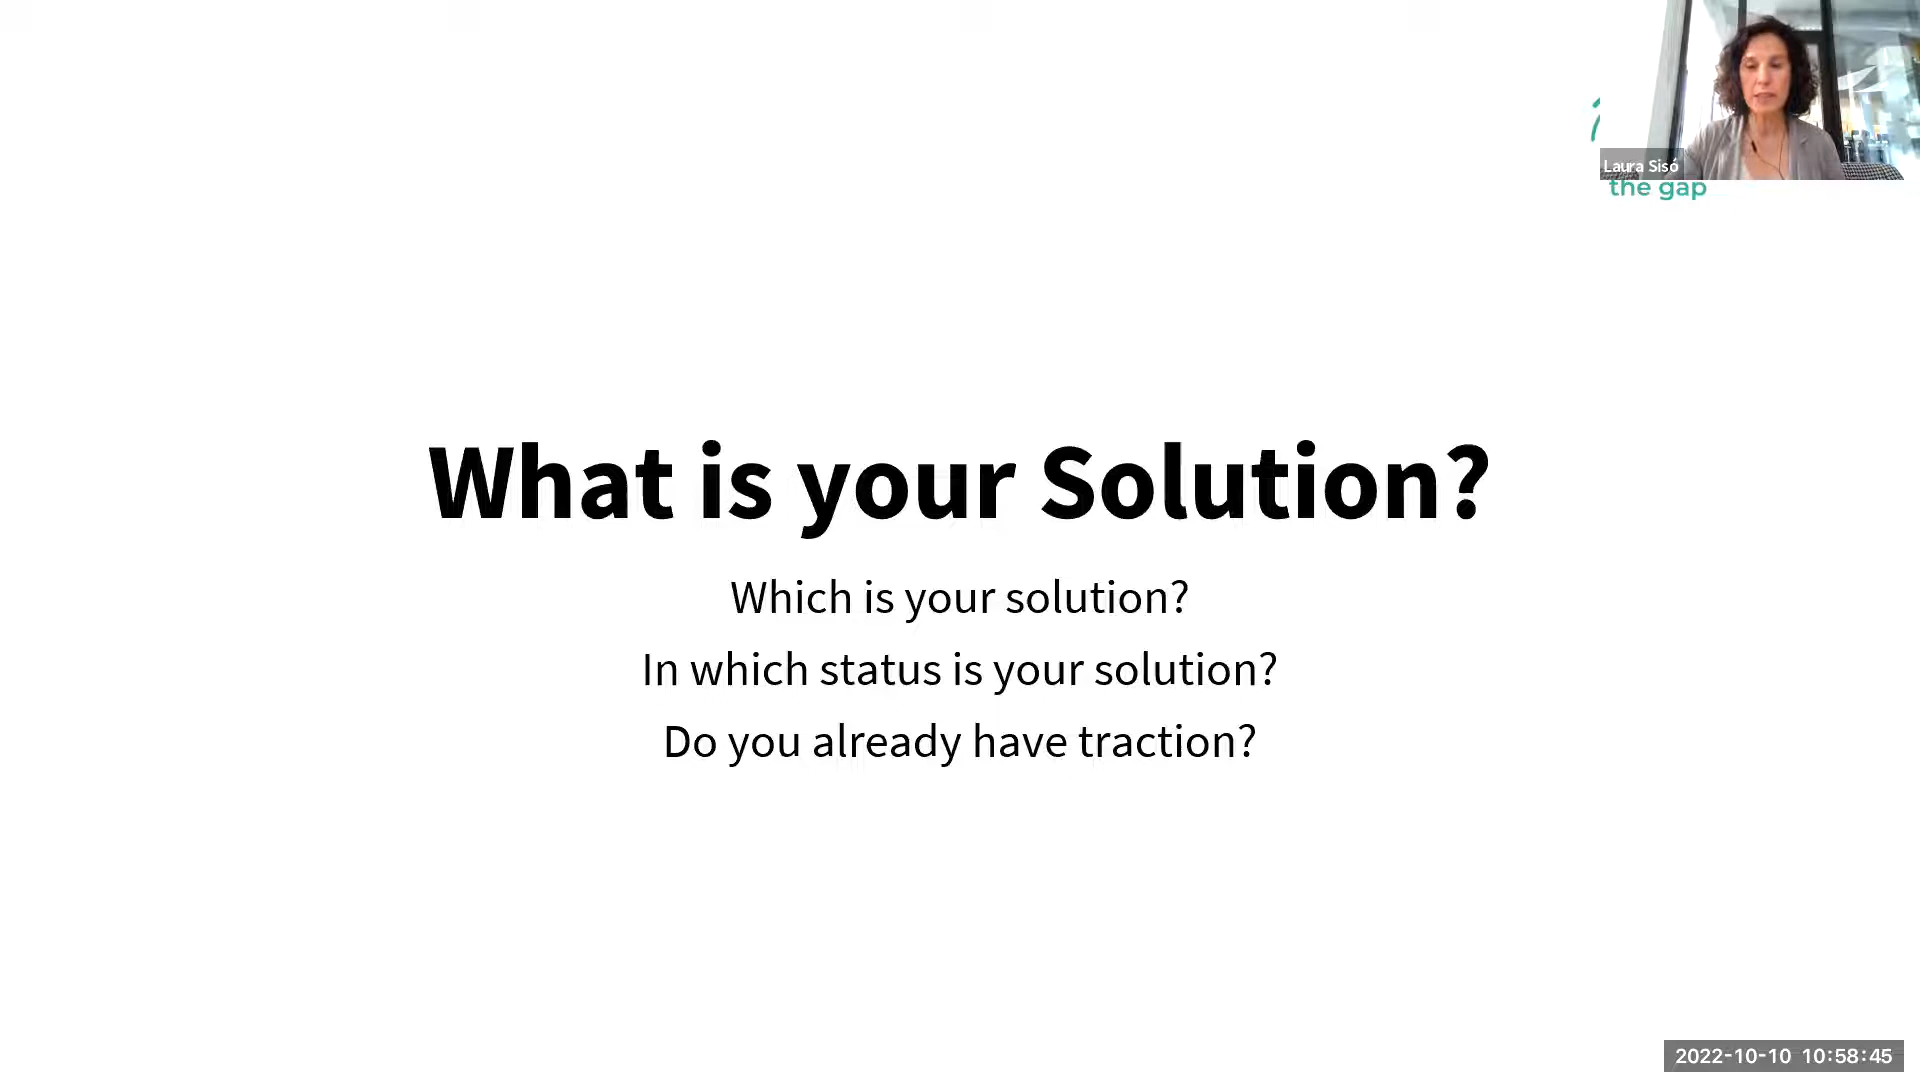 Laura Sisó
the gap
What is your Solution?
Which is your solution?
In which status is your solution?
Do you already have traction?
2022-10-10 10:58:45